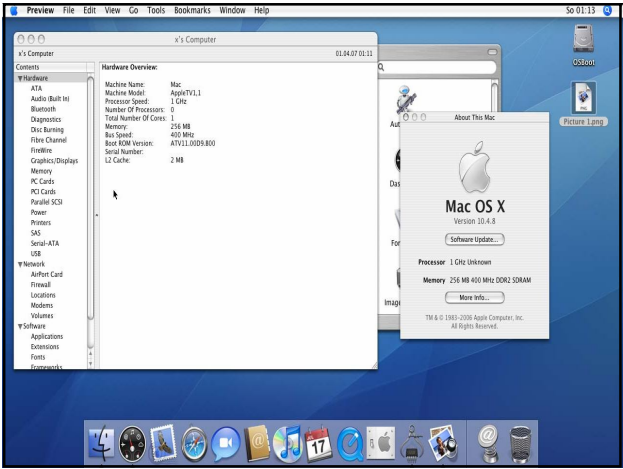 Preview File Edit View Go Tools Bookmarks Window Help
So 01:13
x's Computer
x's Computer
01.04.07 01:11
Contents
Hardware
ATA
Audio (Built In)
Bluetooth
Diagnostics
Disc Burning
Fibre Channel
FireWire
Graphics/Displays
Memory
PC Cards
PCI Cards
Parallel SCSI
Power
Printers
SAS
Serial-ATA
USB
Network
AirPort Card
Firewall
Locations
Modems
Volumes
Software
Applications
Extensions
Fonts
Frameworks
Hardware Overview:
Machine Name: Mac
Machine Model: AppleTV1,1
Processor Speed: 1 GHz
Number Of Processors: 0
Total Number Of Cores: 1
Memory: 256 MB
Bus Speed: 400 MHz
Boot ROM Version: ATV11.00D9.B00
Serial Number:
L2 Cache: 2 MB
Aut
Das
For
Image
About This Mac
Mac OS X
Version 10.4.8
Software Update...
Processor 1 GHz Unknown
Memory 256 MB 400 MHz DDR2 SDRAM
More Info...
TM & © 1983-2006 Apple Computer, Inc.
All Rights Reserved.
OSBoot
Picture 1.png
17